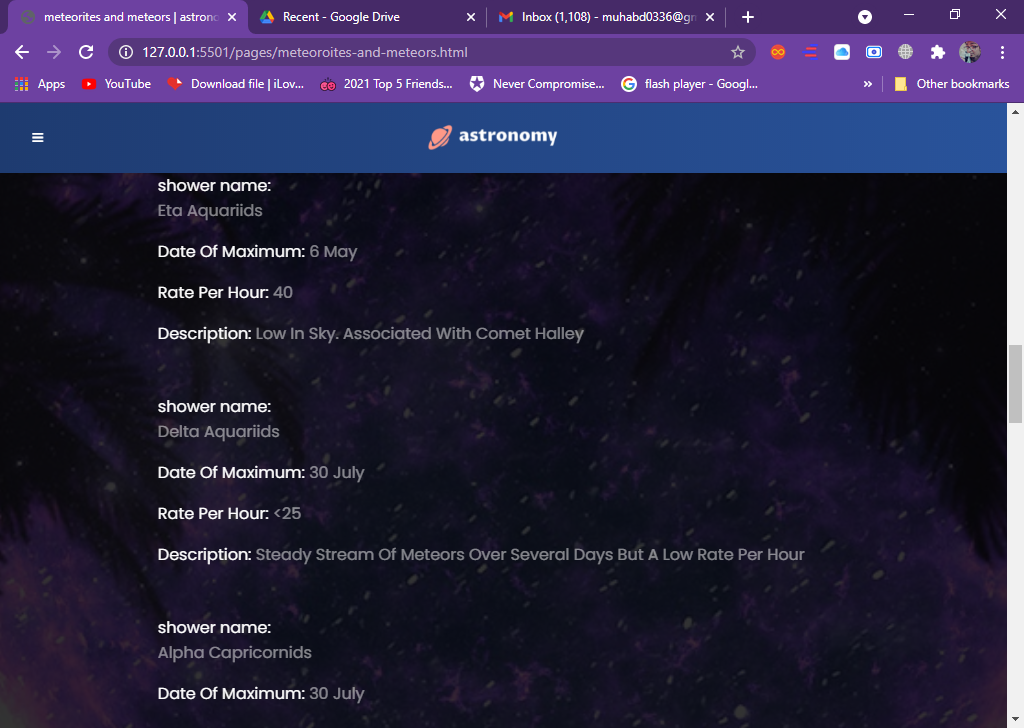 meteorites and meteors | astrono
Recent - Google Drive
Inbox (1,108) - muhabd0336@gm
127.0.0.1:5501/pages/meteoroites-and-meteors.html
Apps
YouTube
Download file | iLov...
2021 Top 5 Friends...
Never Compromise...
flash player - Googl...
»
Other bookmarks
astronomy
shower name:
Eta Aquariids
Date Of Maximum: 6 May
Rate Per Hour: 40
Description: Low In Sky. Associated With Comet Halley
shower name:
Delta Aquariids
Date Of Maximum: 30 July
Rate Per Hour: <25
Description: Steady Stream Of Meteors Over Several Days But A Low Rate Per Hour
shower name:
Alpha Capricornids
Date Of Maximum: 30 July